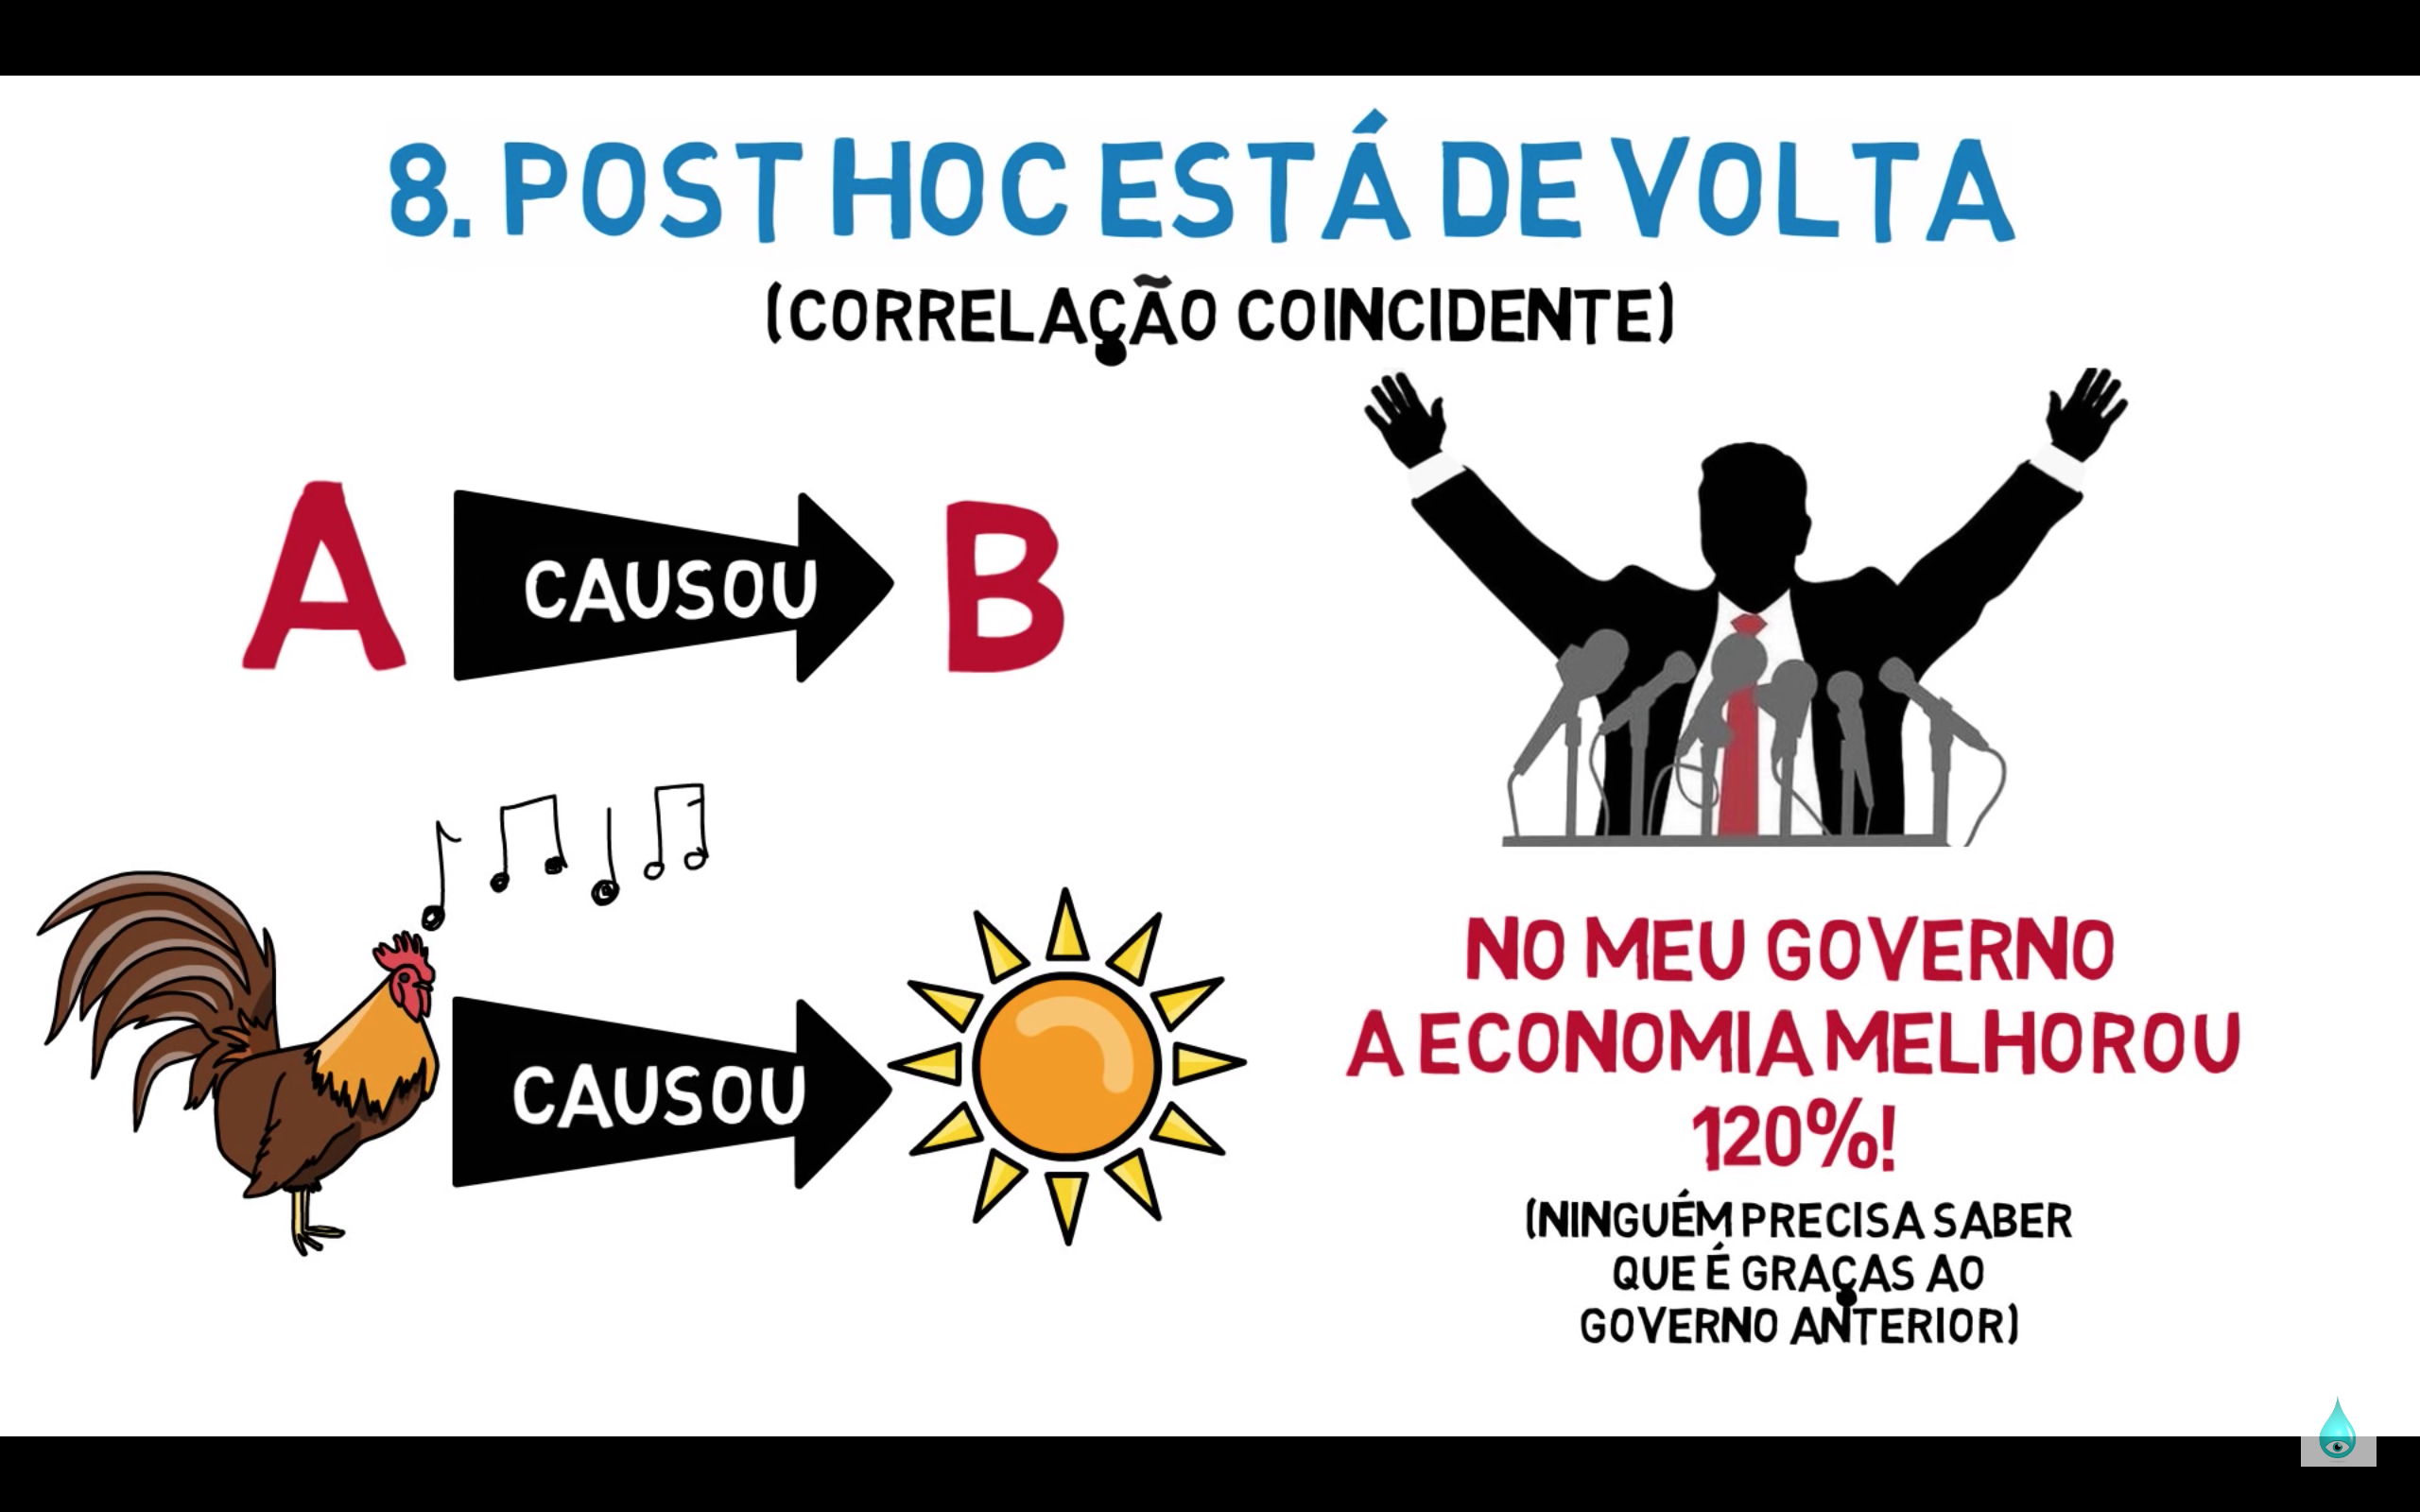 8. POST HOC ESTÁ DE VOLTA
(CORRELAÇÃO COINCIDENTE)
A CAUSOU B
CAUSOU
NO MEU GOVERNO
A ECONOMIA MELHOROU
120%!
(NINGUÉM PRECISA SABER
QUE É GRAÇAS AO
GOVERNO ANTERIOR)